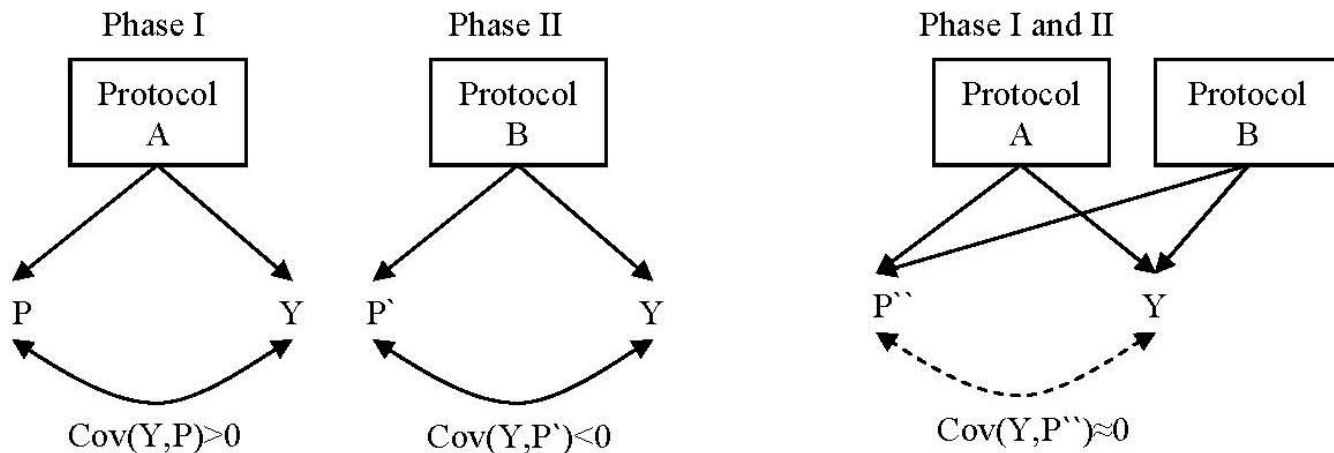 Phase I
Protocol
A
P
Y
Cov(Y,P)>0
Phase II
Protocol
B
P`
Y
Cov(Y,P`)<0
Phase I and II
Protocol
A
Protocol
B
P``
Y
Cov(Y,P``)≈0